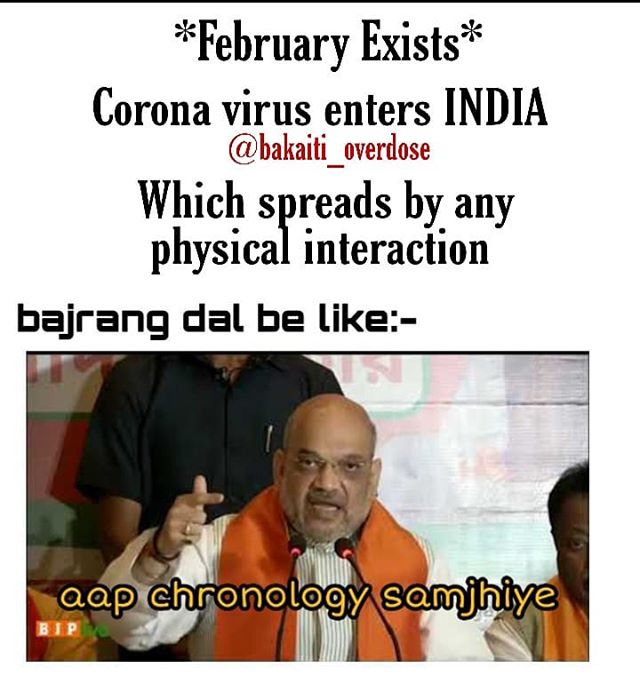 *February Exists*
Corona virus enters INDIA
@bakaiti_overdose
Which spreads by any
physical interaction
bajrang dal be like:-
aap chronology samjhiye
BJP